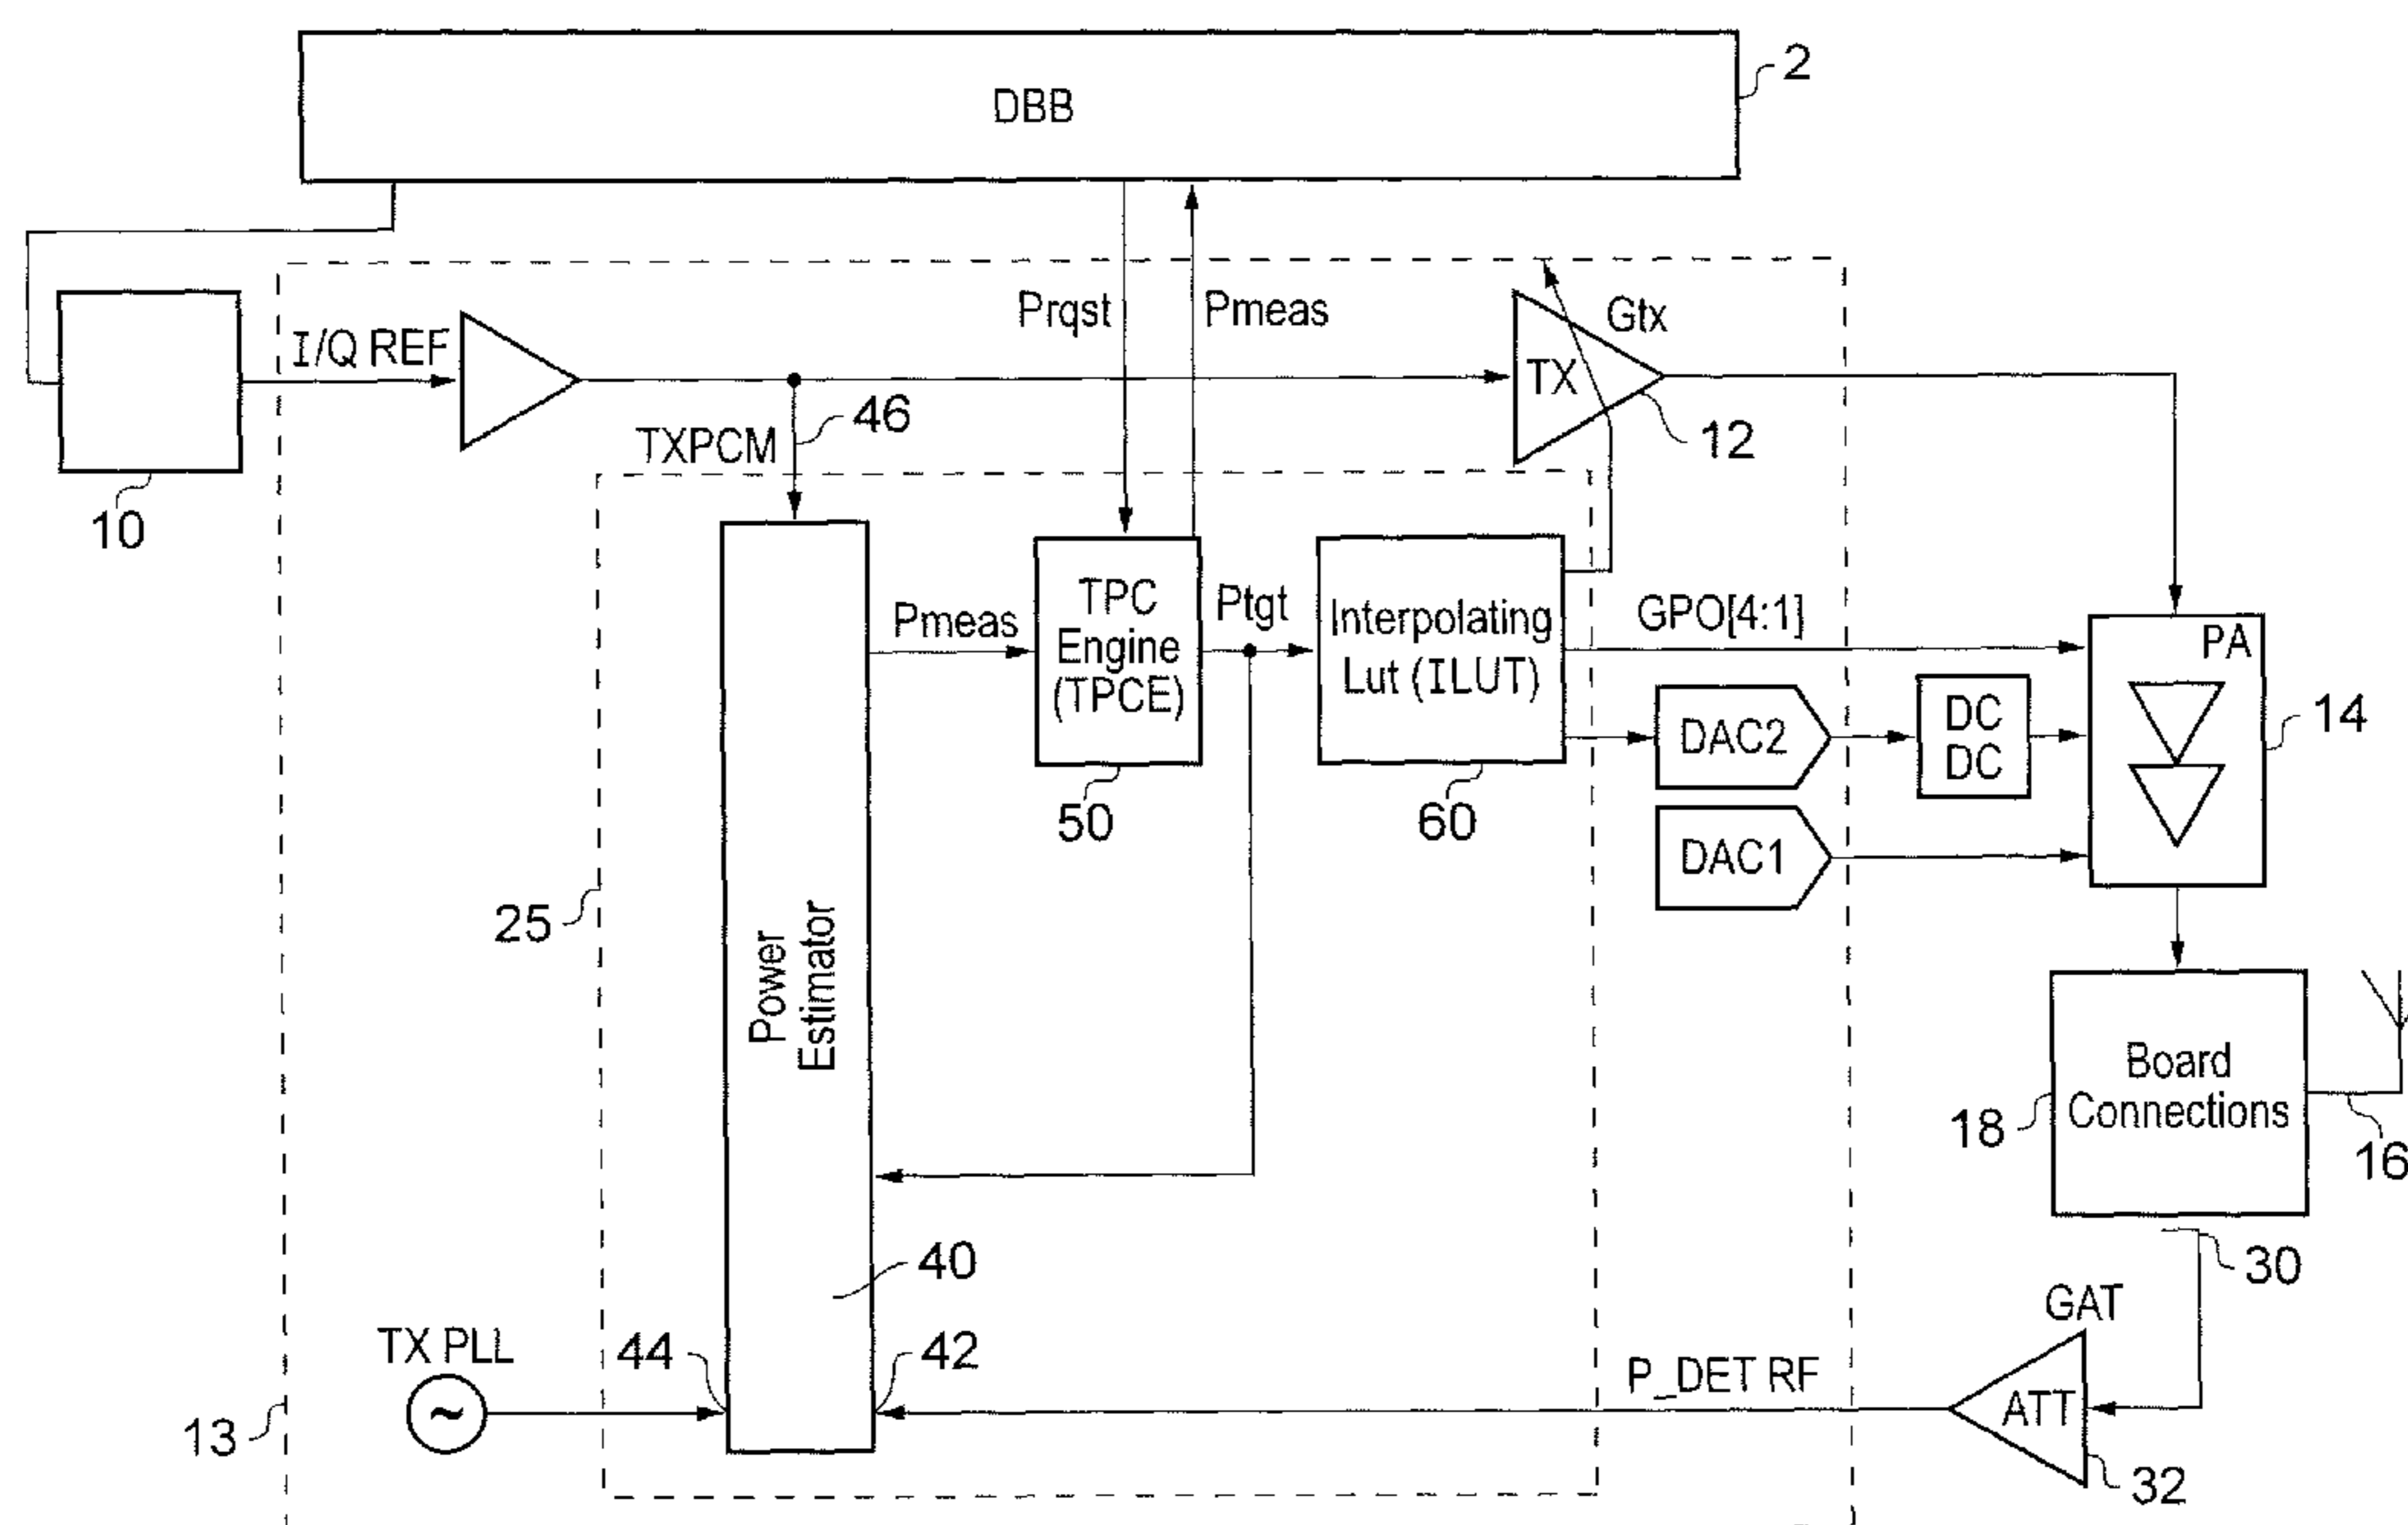 DBB
2
I/Q REF
10
Prqst
Pmeas
Gtx
TX
12
TXPCM
46
Pmeas
TPC
Engine
(TPCE)
50
Ptgt
Interpolating
Lut (ILUT)
60
GPO[4:1]
DAC2
DAC1
DC
DC
PA
14
25
Power
Estimator
40
Board
Connections
18
16
30
GAT
ATT
32
P_DET RF
42
44
TX PLL
~
13